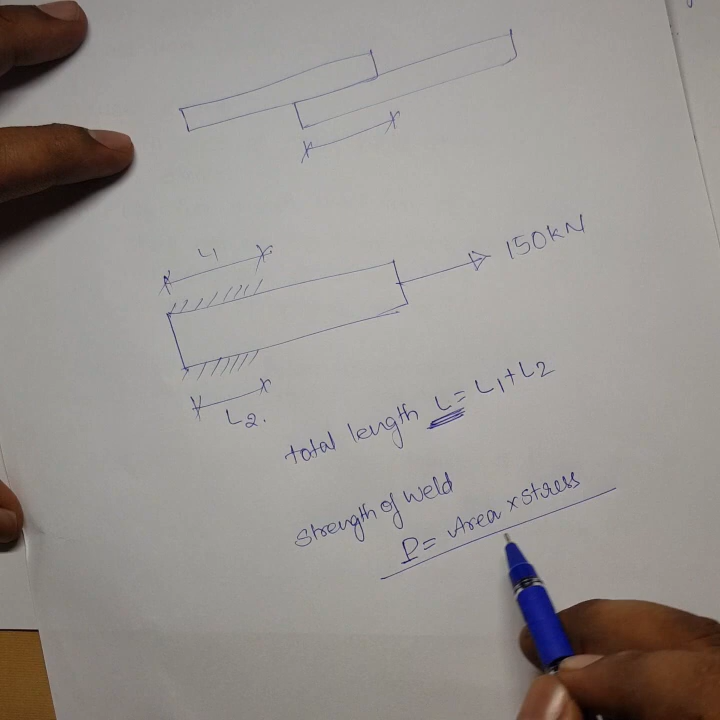 L1
150KN
L2.
total length L = L1+L2
strength of weld
P = Area x stress